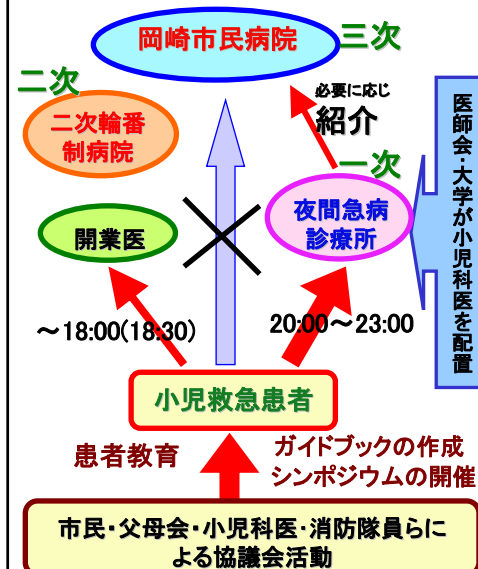 岡崎市民病院
三次
二次
必要に応じ
紹介
二次輪番
制病院
一次
夜間急病
診療所
開業医
医師会・大学が小児科医を配置
～18:00(18:30)
20:00～23:00
小児救急患者
患者教育
ガイドブックの作成
シンポジウムの開催
市民・父母会・小児科医・消防隊員らに
よる協議会活動